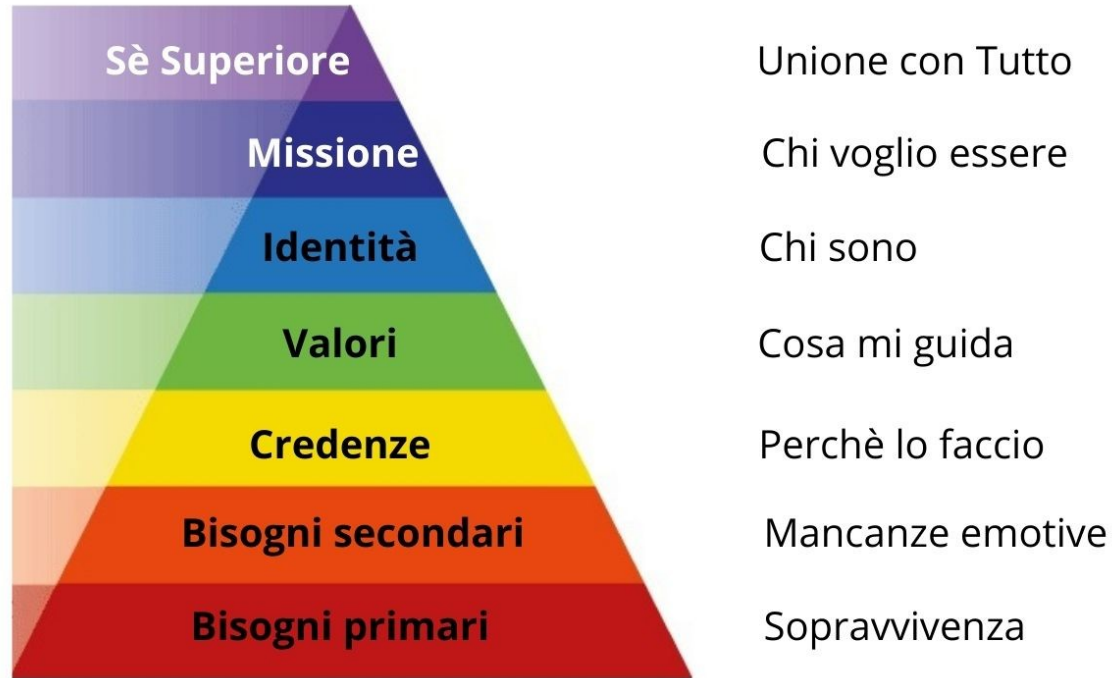 Sè Superiore Unione con Tutto
Missione Chi voglio essere
Identità Chi sono
Valori Cosa mi guida
Credenze Perchè lo faccio
Bisogni secondari Mancanze emotive
Bisogni primari Sopravvivenza